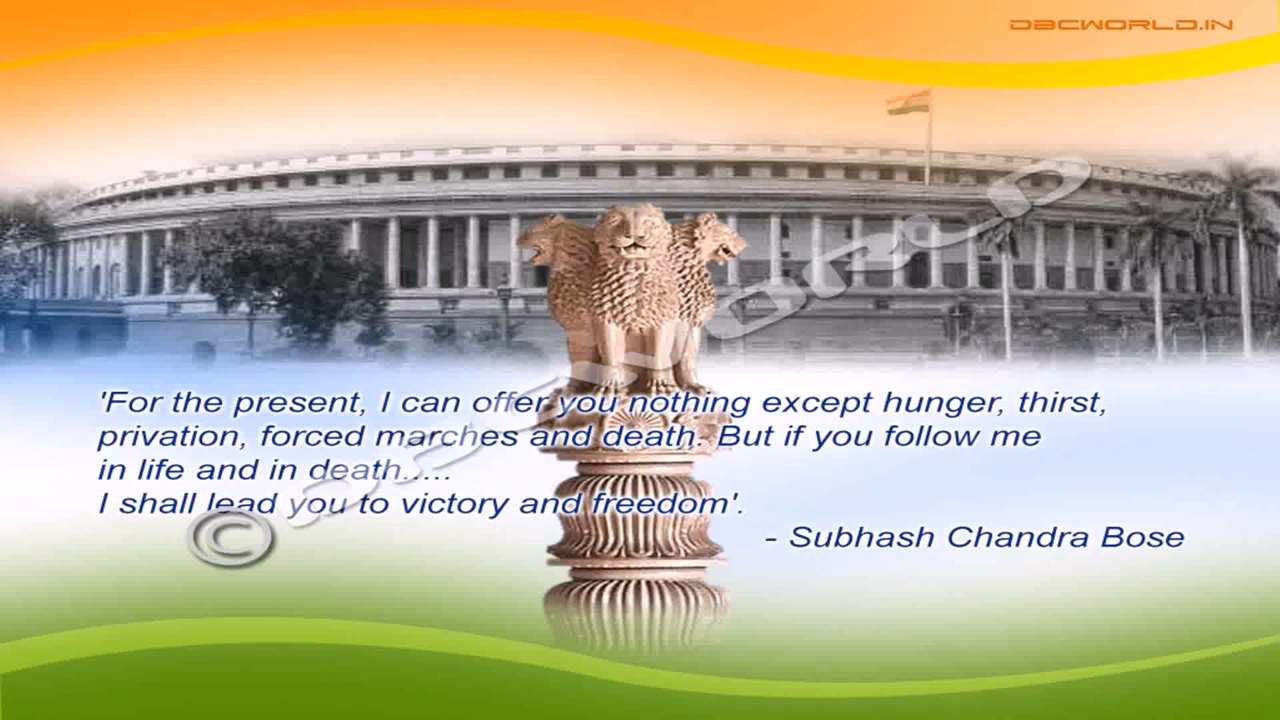 DBCWORLD.IN
'For the present, I can offer you nothing except hunger, thirst,
privation, forced marches and death. But if you follow me
in life and in death.....
I shall lead you to victory and freedom'.
- Subhash Chandra Bose
© DBCWORLD